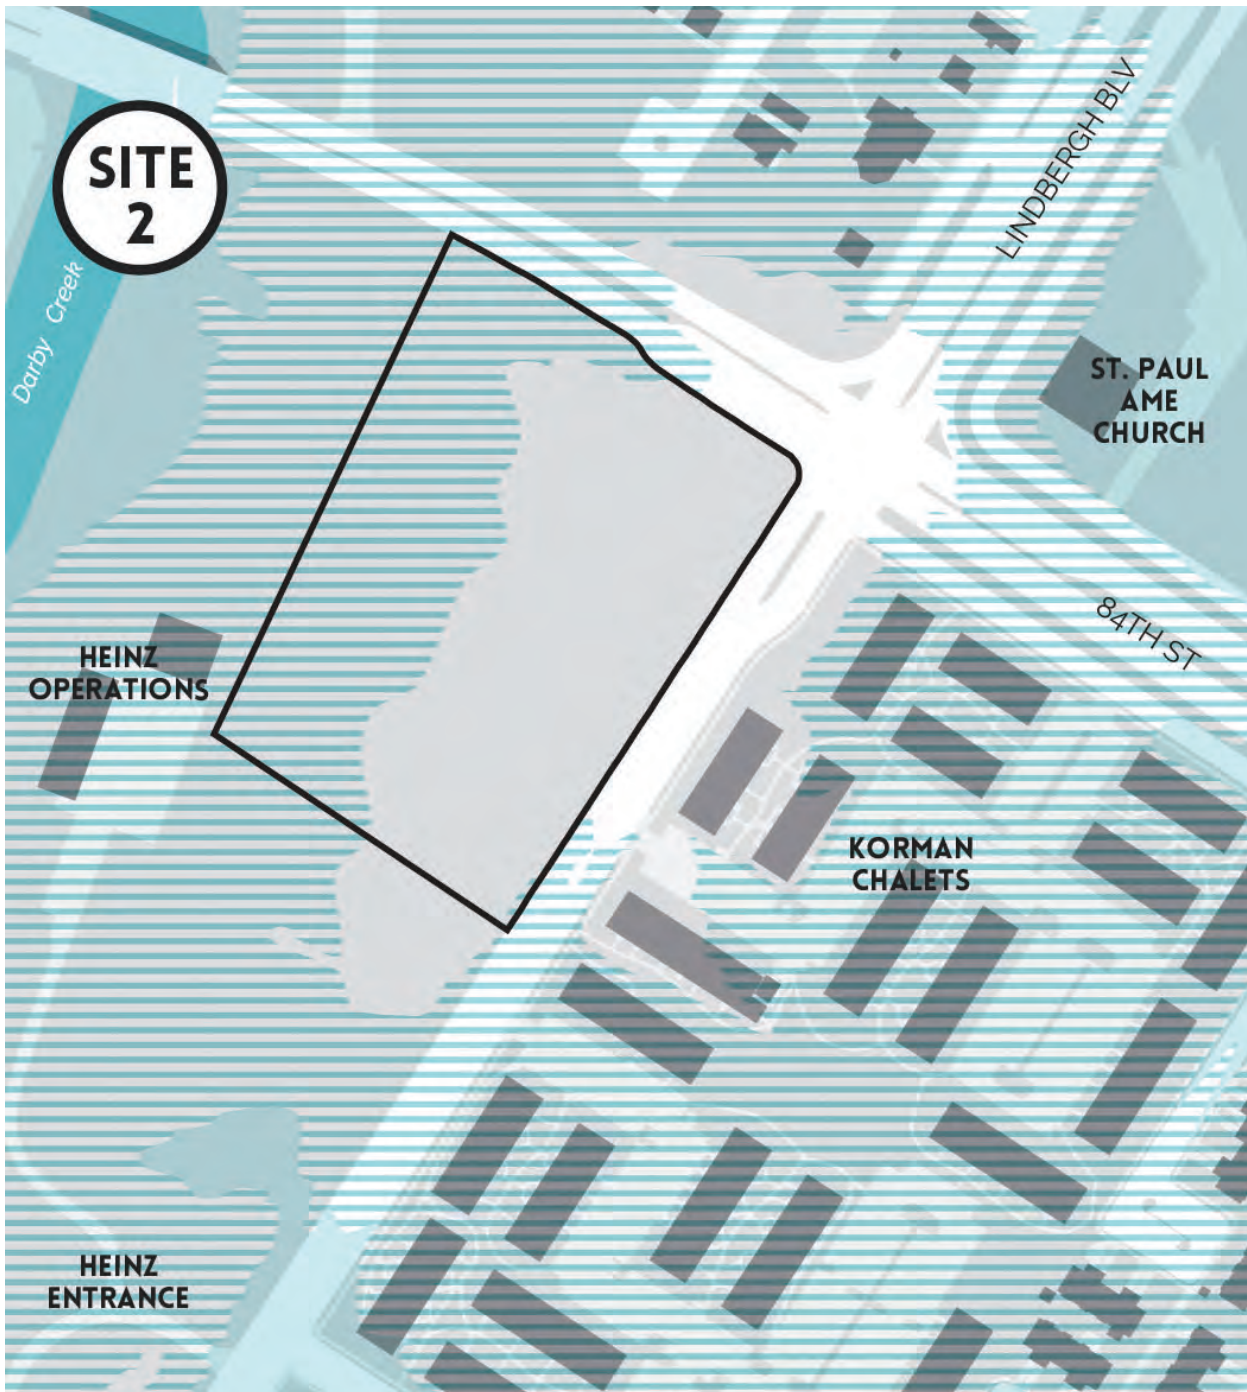 SITE
2
Darby Creek
LINDBERGH BLV
ST. PAUL
AME
CHURCH
84TH ST
HEINZ
OPERATIONS
KORMAN
CHALETS
HEINZ
ENTRANCE